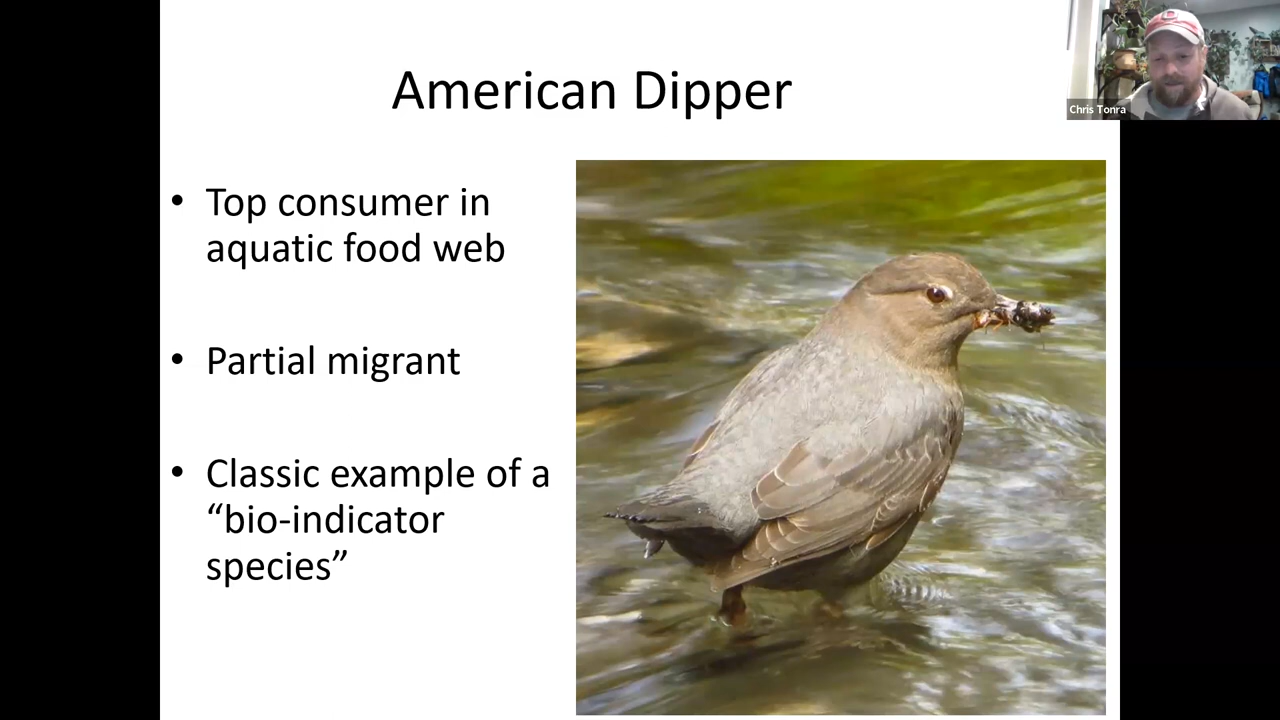 American Dipper
Chris Tonra
• Top consumer in
aquatic food web
• Partial migrant
• Classic example of a
“bio-indicator
species”